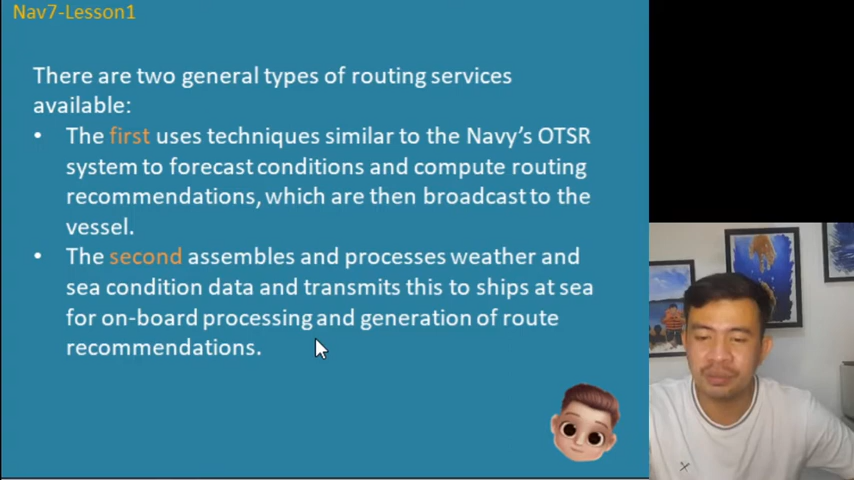 Nav7-Lesson1
There are two general types of routing services
available:
• The first uses techniques similar to the Navy's OTSR
system to forecast conditions and compute routing
recommendations, which are then broadcast to the
vessel.
• The second assembles and processes weather and
sea condition data and transmits this to ships at sea
for on-board processing and generation of route
recommendations.